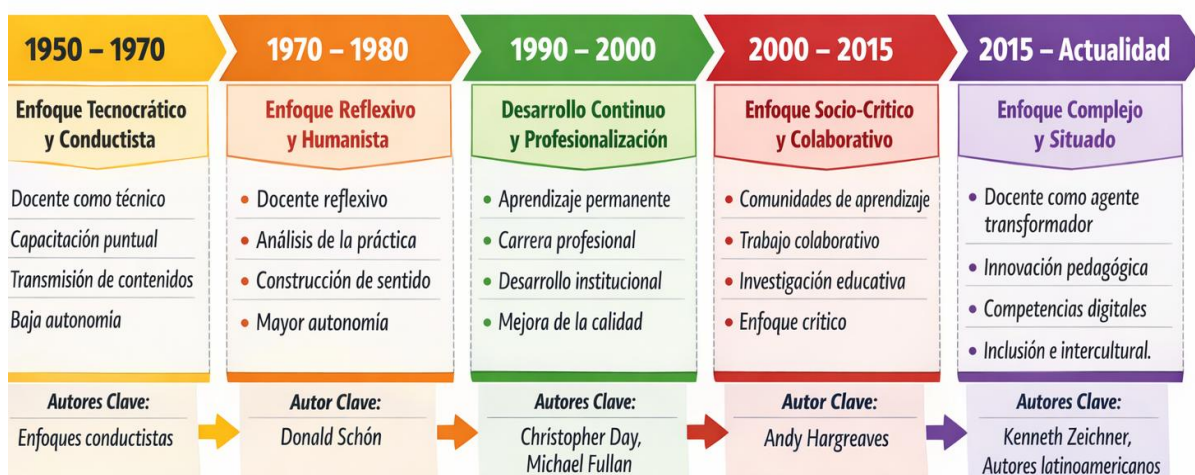 1950 – 1970
Enfoque Tecnocrático
y Conductista
Docente como técnico
Capacitación puntual
Transmisión de contenidos
Baja autonomía
Autores Clave:
Enfoques conductistas
1970 – 1980
Enfoque Reflexivo
y Humanista
• Docente reflexivo
• Análisis de la práctica
• Construcción de sentido
• Mayor autonomía
Autor Clave:
Donald Schón
1990 – 2000
Desarrollo Continuo
y Profesionalización
• Aprendizaje permanente
• Carrera profesional
• Desarrollo institucional
• Mejora de la calidad
Autores Clave:
Christopher Day,
Michael Fullan
2000 – 2015
Enfoque Socio-Crítico
y Colaborativo
• Comunidades de aprendizaje
• Trabajo colaborativo
• Investigación educativa
• Enfoque crítico
Autor Clave:
Andy Hargreaves
2015 – Actualidad
Enfoque Complejo
y Situado
• Docente como agente
transformador
• Innovación pedagógica
• Competencias digitales
• Inclusión e intercultural.
Autores Clave:
Kenneth Zeichner,
Autores latinoamericanos